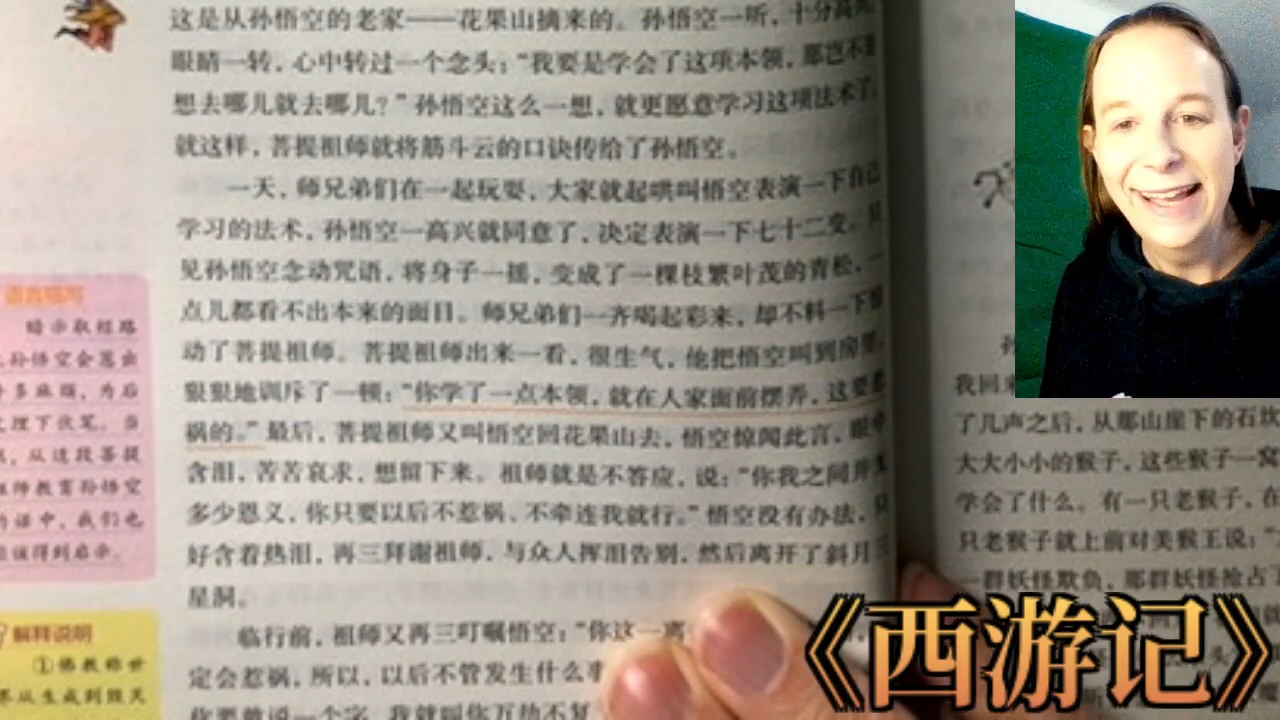 这是从孙悟空的老家——花果山摘来的。孙悟空一听，十分高
眼睛一转，心中转过一个念头：“我要是学会了这项本领，那岂不是
想去哪儿就去哪儿？”孙悟空这么一想，就更愿意学习这项法术了。
就这样，菩提祖师就将筋斗云的口诀传给了孙悟空。
一天，师兄弟们在一起玩耍，大家就起哄叫悟空表演一下自己
学习的法术，孙悟空一高兴就同意了，决定表演一下七十二变。只
见孙悟空念动咒语，将身子一摇，变成了一棵枝繁叶茂的青松，一
点儿都看不出本来的面目。师兄弟们一齐喝起彩来，却不料一下
动了菩提祖师。菩提祖师出来一看，很生气，他把悟空叫到房里，
狠狠地训斥了一顿：“你学了一点本领，就在人家面前摆弄，这要惹
祸的。”最后，菩提祖师又叫悟空回花果山去，悟空惊闻此言，眼中
含泪，苦苦哀求，想留下来。祖师就是不答应，说：“你我之间并无
多少恩义，你只要以后不惹祸、不牵连我就行。”悟空没有办法，只
好含着热泪，再三拜谢祖师，与众人挥泪告别，然后离开了斜月三
星洞。
临行前，祖师又再三叮嘱悟空：“你这一离
定会惹祸，所以，以后不管发生什么事
你要敢说一个字，我就叫你万劫不复
暗示取经路
孙悟空会惹出
多麻烦，为后
文埋下伏笔。当
，从这段菩提
祖师教育孙悟空
的话中，我们也
能得到启示。
解释说明
①佛教称世
界从生成到毁灭
我回来
了几声之后，从那山崖下的石坎
大大小小的猴子，这些猴子一窝
学会了什么。有一只老猴子，在
只老猴子就上前对美猴王说：“
一群妖怪欺负，那群妖怪抢占了
《西游记》